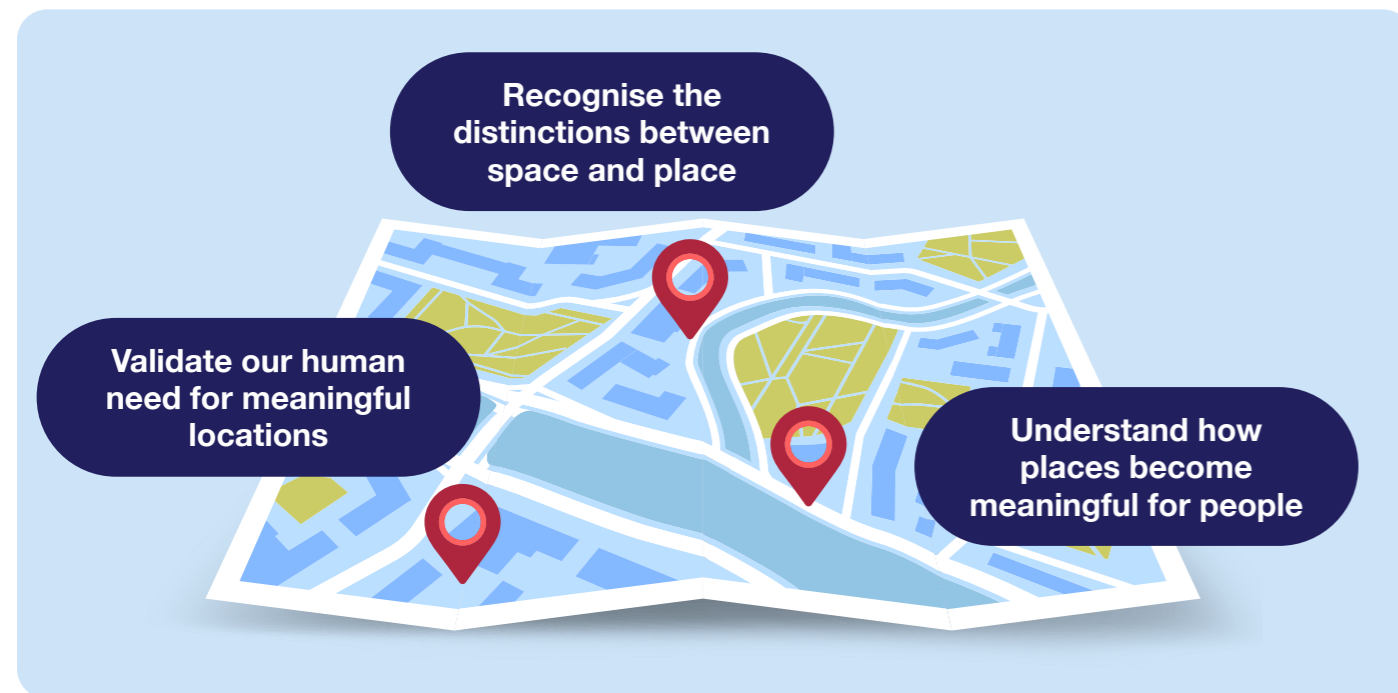 Recognise the
distinctions between
space and place
Validate our human
need for meaningful
locations
Understand how
places become
meaningful for people